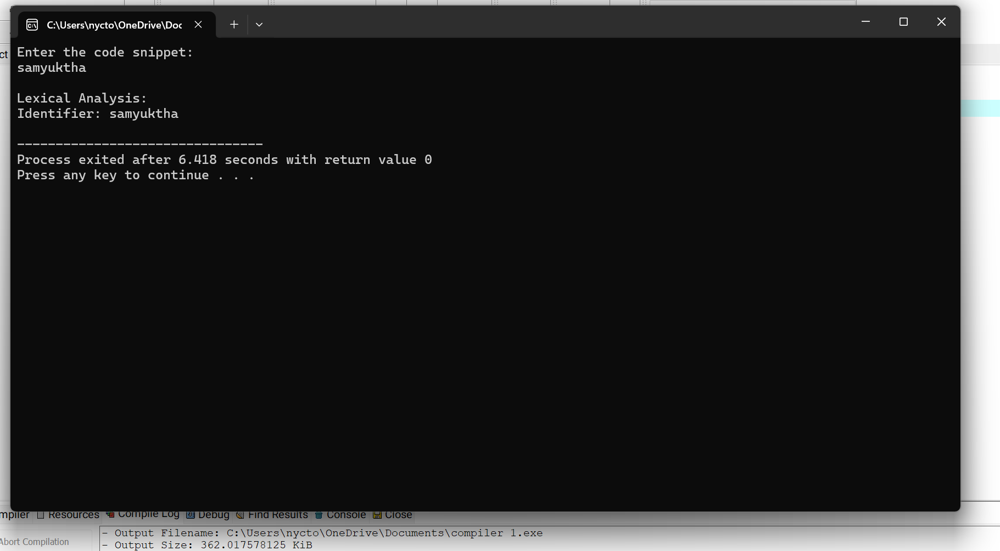 C:\Users\nycto\OneDrive\Doc
ct
Enter the code snippet:
samyuktha
Lexical Analysis:
Identifier: samyuktha
--------------------------------
Process exited after 6.418 seconds with return value 0
Press any key to continue . . .
mpiler Resources Compile Log Debug Find Results Console Close
- Output Filename: C:\Users\nycto\OneDrive\Documents\compiler 1.exe
Abort Compilation
- Output Size: 362.017578125 KiB